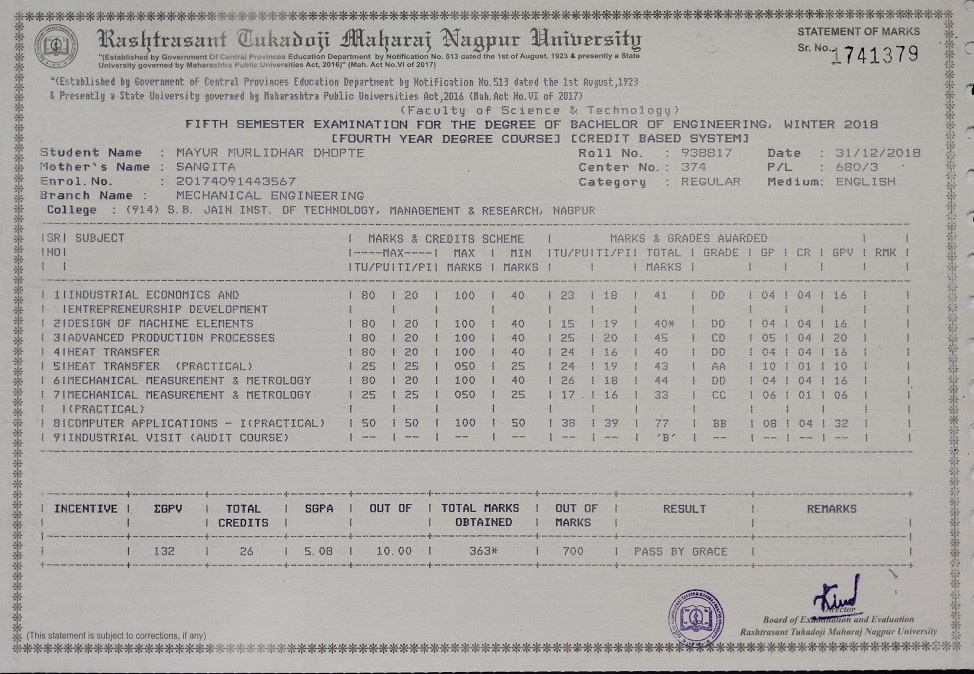 Rashtrasant Tukadoji Maharaj Nagpur University
STATEMENT OF MARKS
"(Established by Government Of Central Provinces Education Department by Notification No. 513 dated the 1st of August, 1923 & presently a State
University governed by Maharashtra Public Universities Act, 2016)" (Mah. Act No.VI of 2017)
Sr. No. 1741379
"(Established by Government of Central Provinces Education Department by Notification No.513 dated the 1st August,1923
& Presently a State University governed by Maharashtra Public Universities Act,2016 (Mah.Act No.VI of 2017)
(Faculty of Science & Technology)
FIFTH SEMESTER EXAMINATION FOR THE DEGREE OF BACHELOR OF ENGINEERING, WINTER 2018
[FOURTH YEAR DEGREE COURSE] [CREDIT BASED SYSTEM]
Student Name : MAYUR MURLIDHAR DHOPTE Roll No. : 938817 Date : 31/12/2018
Mother's Name : SANGITA Center No. : 374 P/L : 680/3
Enrol.No. : 20174091443567 Category : REGULAR Medium: ENGLISH
Branch Name : MECHANICAL ENGINEERING
College : (914) S.B. JAIN INST. OF TECHNOLOGY, MANAGEMENT & RESEARCH, NAGPUR
|SR| SUBJECT | MARKS & CREDITS SCHEME | MARKS & GRADES AWARDED | |
|NO| |----MAX----| MAX | MIN |TU/PU|TI/PI| TOTAL | GRADE | GP | CR | GPV | RMK |
| | |TU/PU|TI/PI| MARKS | MARKS | | | MARKS | | | | | |
| 1|INDUSTRIAL ECONOMICS AND | 80 | 20 | 100 | 40 | 23 | 18 | 41 | DD | 04 | 04 | 16 | |
| |ENTREPRENEURSHIP DEVELOPMENT
| 2|DESIGN OF MACHINE ELEMENTS | 80 | 20 | 100 | 40 | 15 | 19 | 40* | DD | 04 | 04 | 16 | |
| 3|ADVANCED PRODUCTION PROCESSES | 80 | 20 | 100 | 40 | 25 | 20 | 45 | CD | 05 | 04 | 20 | |
| 4|HEAT TRANSFER | 80 | 20 | 100 | 40 | 24 | 16 | 40 | DD | 04 | 04 | 16 | |
| 5|HEAT TRANSFER (PRACTICAL) | 25 | 25 | 050 | 25 | 24 | 19 | 43 | AA | 10 | 01 | 10 | |
| 6|MECHANICAL MEASUREMENT & METROLOGY | 80 | 20 | 100 | 40 | 26 | 18 | 44 | DD | 04 | 04 | 16 | |
| 7|MECHANICAL MEASUREMENT & METROLOGY | 25 | 25 | 050 | 25 | 17 | 16 | 33 | CC | 06 | 01 | 06 | |
| |(PRACTICAL)
| 8|COMPUTER APPLICATIONS - I(PRACTICAL) | 50 | 50 | 100 | 50 | 38 | 39 | 77 | BB | 08 | 04 | 32 | |
| 9|INDUSTRIAL VISIT (AUDIT COURSE) | -- | -- | -- | -- | -- | -- | 'B' | -- | -- | -- | -- | |
INCENTIVE | ΣGPV | TOTAL | SGPA | OUT OF | TOTAL MARKS | OUT OF | RESULT | REMARKS
CREDITS | OBTAINED | MARKS
| 132 | 26 | 5.08 | 10.00 | 363* | 700 | PASS BY GRACE |
Director
Board of Examination and Evaluation
Rashtrasant Tukadoji Maharaj Nagpur University
(This statement is subject to corrections, if any)